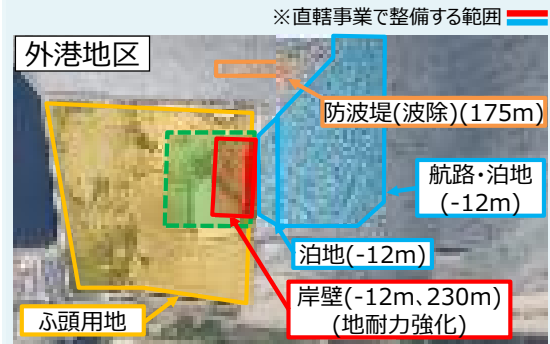 ※直轄事業で整備する範囲
外港地区
防波堤(波除)(175m)
航路・泊地
(-12m)
泊地(-12m)
岸壁(-12m、230m)
(地耐力強化)
ふ頭用地